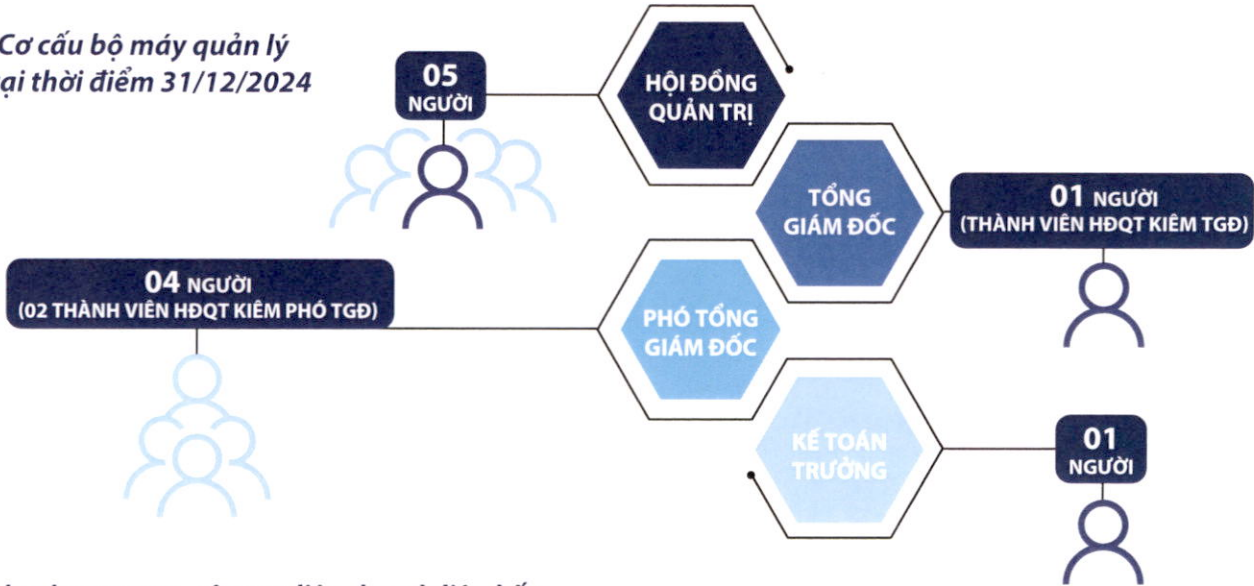 Cơ cấu bộ máy quản lý
tại thời điểm 31/12/2024
05
NGƯỜI
HỘI ĐỒNG
QUẢN TRỊ
TỔNG
GIÁM ĐỐC
01 NGƯỜI
(THÀNH VIÊN HĐQT KIÊM TGĐ)
04 NGƯỜI
(02 THÀNH VIÊN HĐQT KIÊM PHÓ TGĐ)
PHÓ TỔNG
GIÁM ĐỐC
KẾ TOÁN
TRƯỞNG
01
NGƯỜI